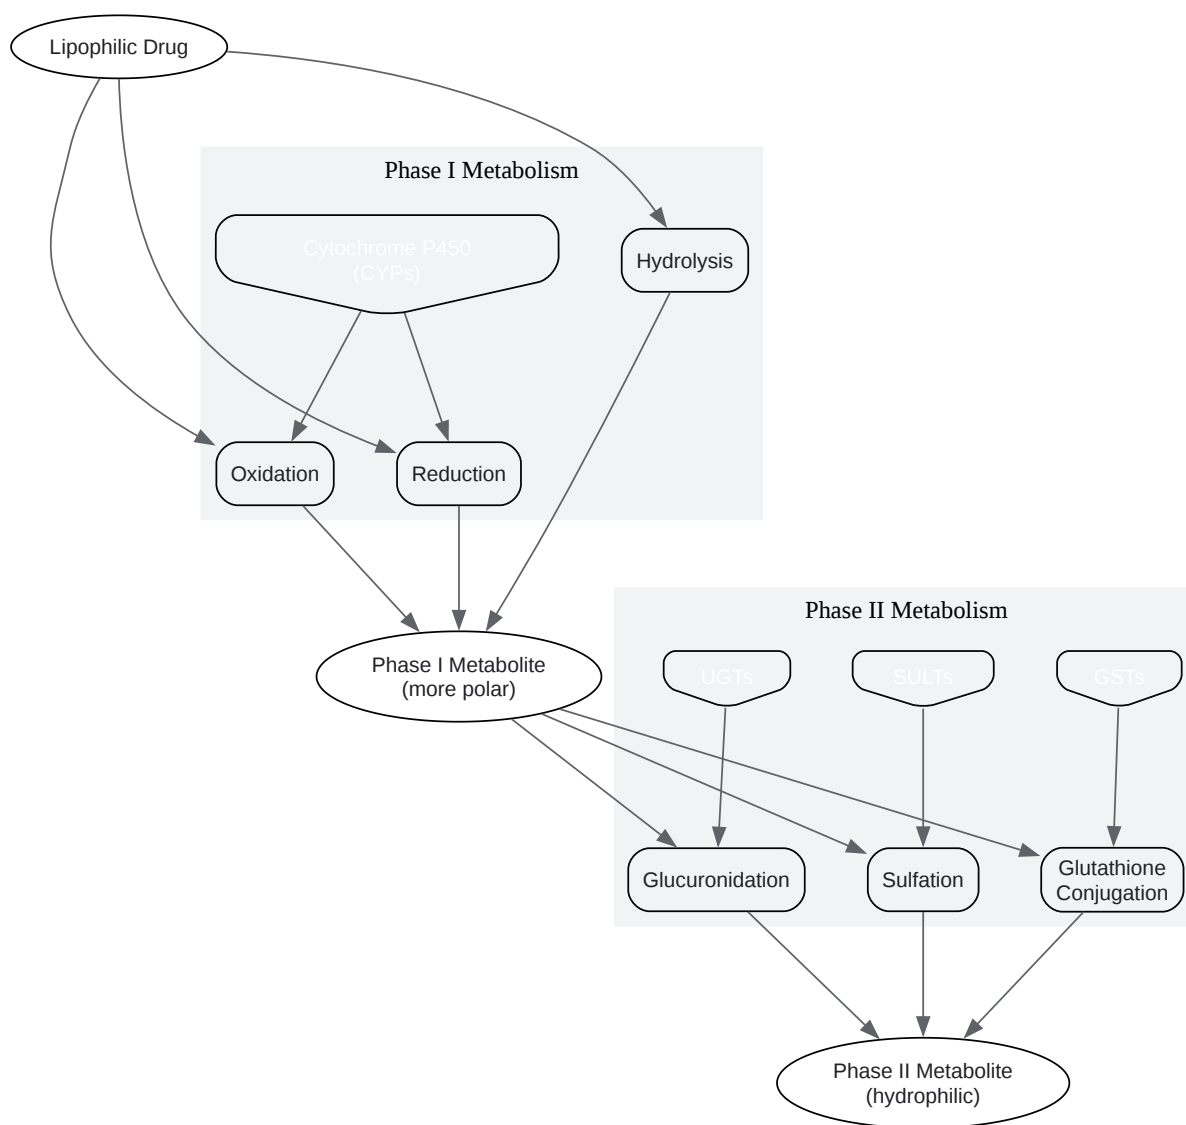 Lipophilic Drug
Phase I Metabolism
Cytochrome P450
(CYPs)
Hydrolysis
Oxidation
Reduction
Phase I Metabolite
(more polar)
Phase II Metabolism
UGTs
SULTs
GSTs
Glucuronidation
Sulfation
Glutathione
Conjugation
Phase II Metabolite
(hydrophilic)